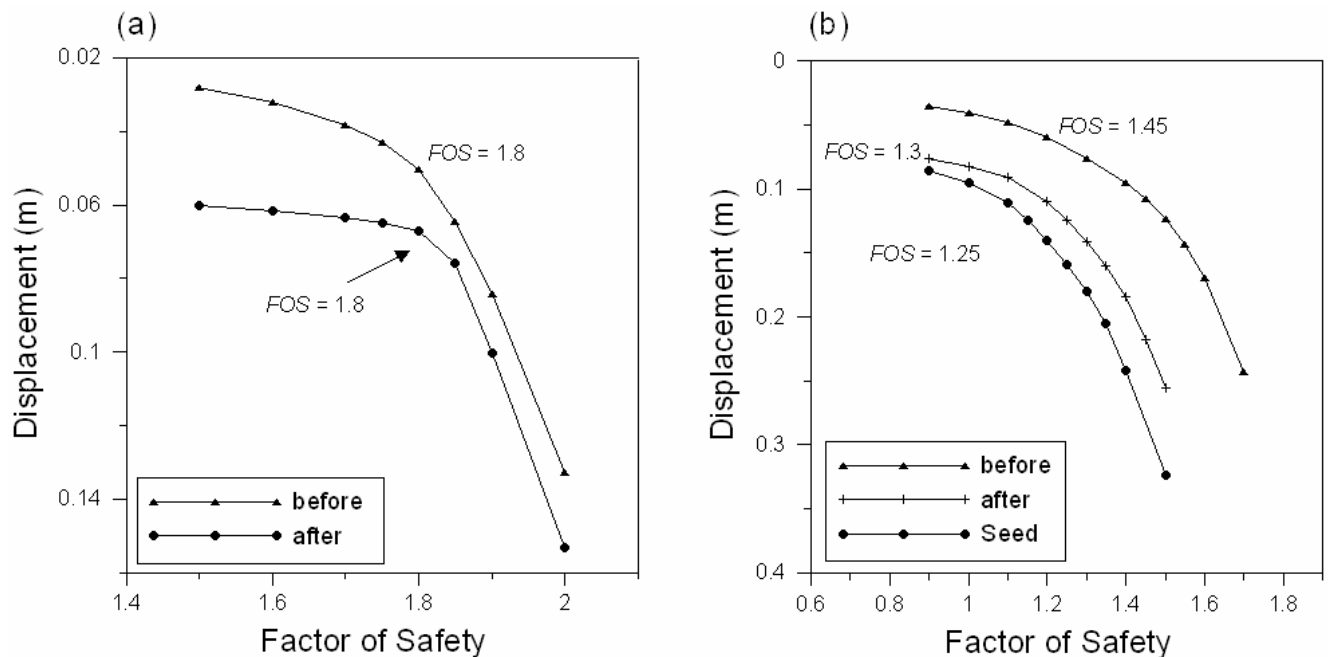 (a)
0.02
0.06
0.1
0.14
Displacement (m)
FOS = 1.8
FOS = 1.8
before
after
1.4
1.6
1.8
2
Factor of Safety
(b)
0
0.1
0.2
0.3
0.4
Displacement (m)
FOS = 1.45
FOS = 1.3
FOS = 1.25
before
after
Seed
0.6
0.8
1
1.2
1.4
1.6
1.8
Factor of Safety